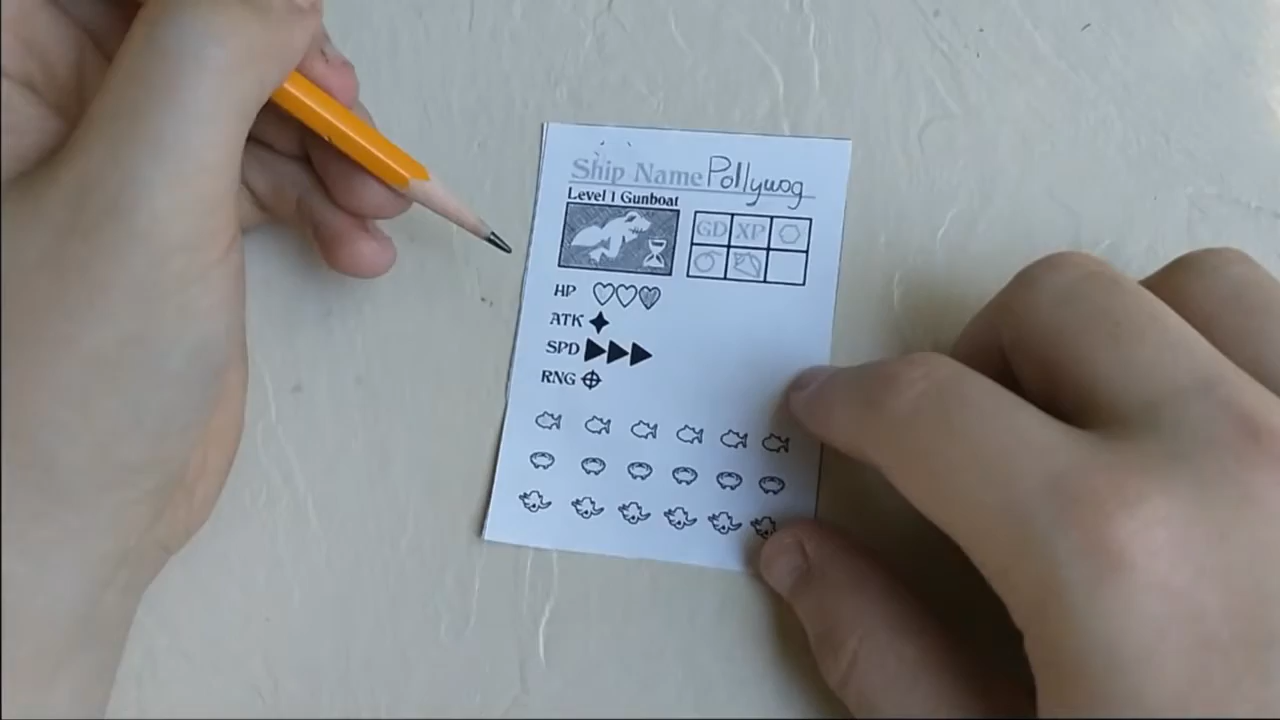 Ship Name Pollywog
Level 1 Gunboat
GD XP
HP
ATK
SPD
RNG